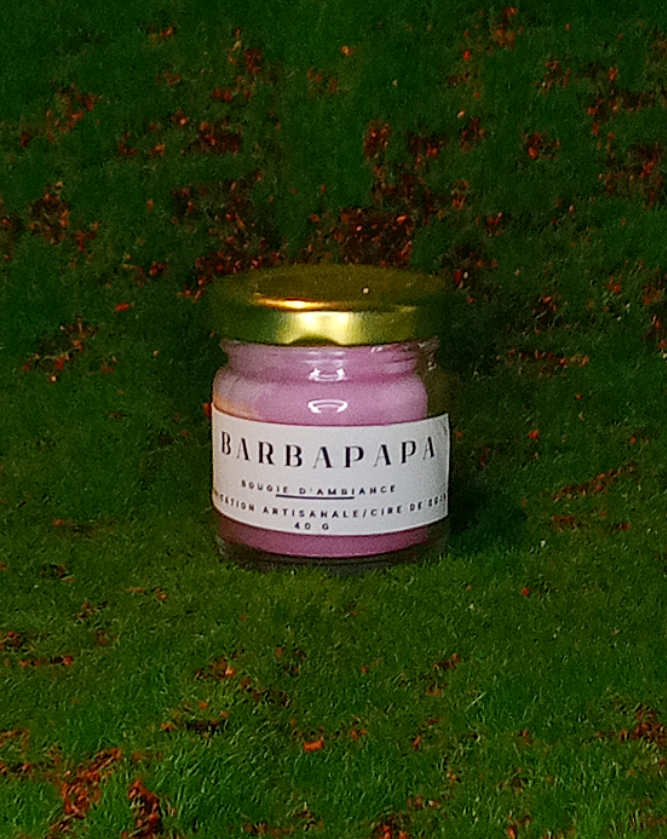 BARBAPAPA
BOUGIE D'AMBIANCE
ARTISANALE/CIRE DE
40 G